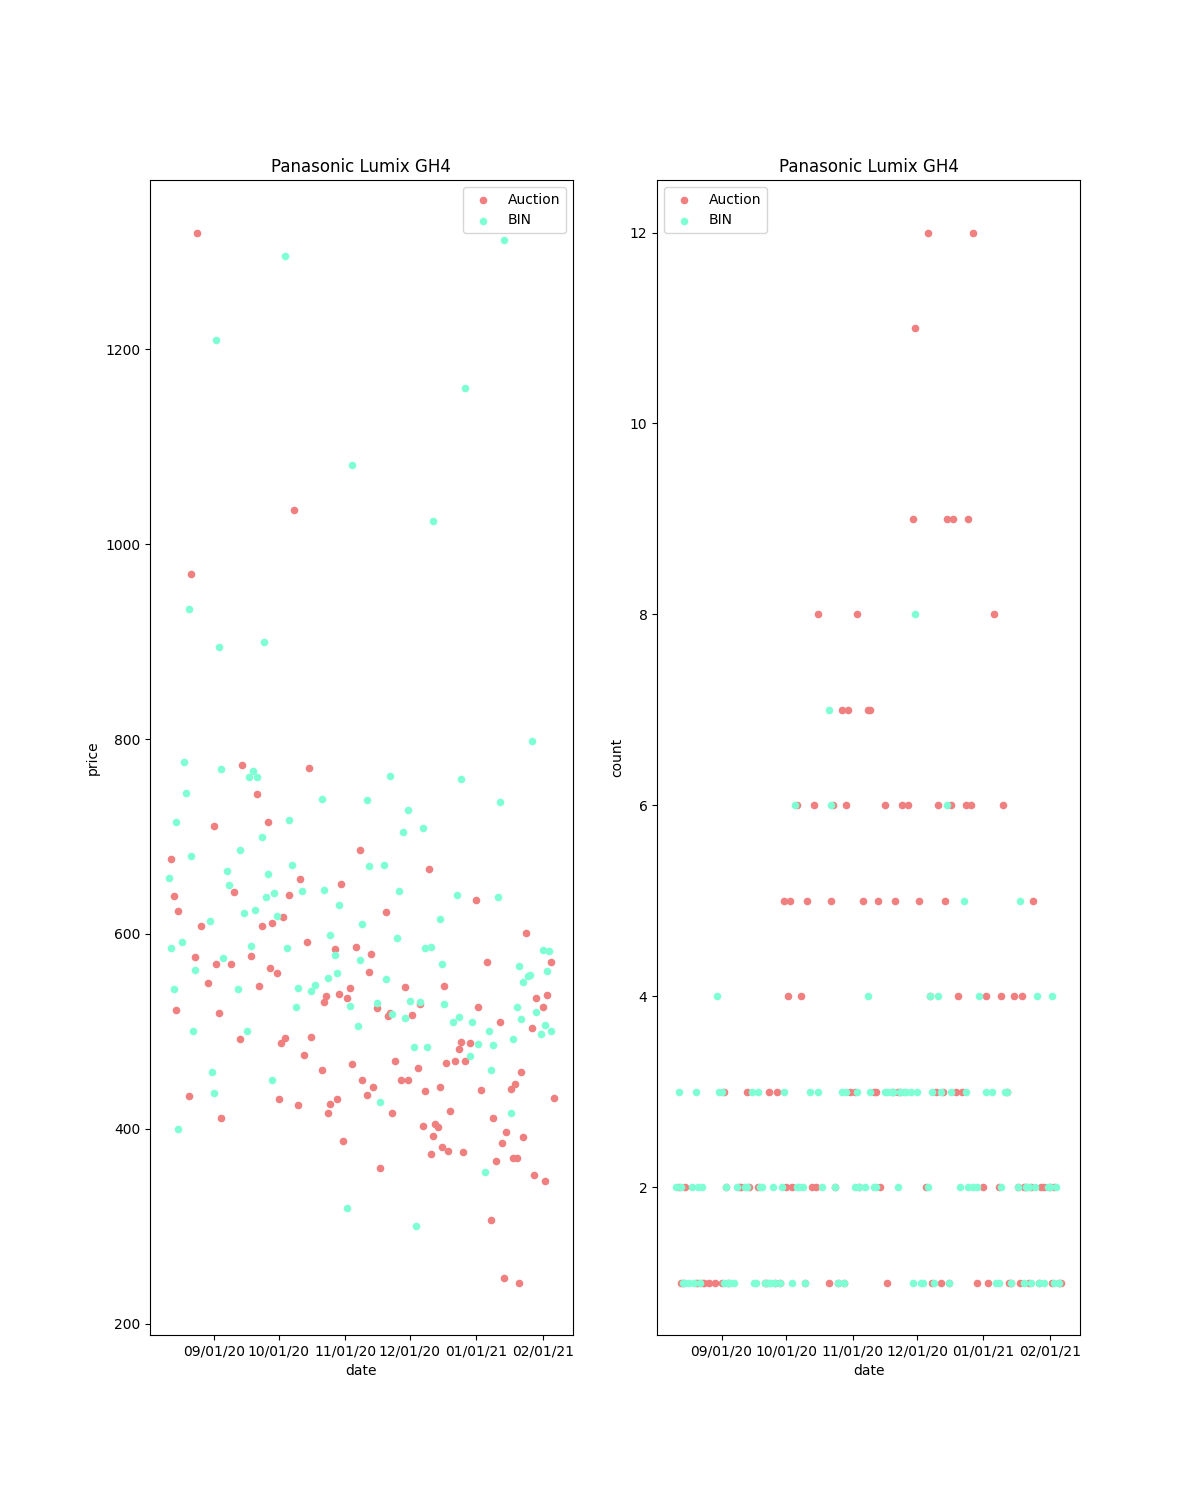 Panasonic Lumix GH4
Auction
BIN
1200
1000
800
600
400
200
price
09/01/20 10/01/20 11/01/20 12/01/20 01/01/21 02/01/21
date
Panasonic Lumix GH4
Auction
BIN
12
10
8
6
4
2
count
09/01/20 10/01/20 11/01/20 12/01/20 01/01/21 02/01/21
date